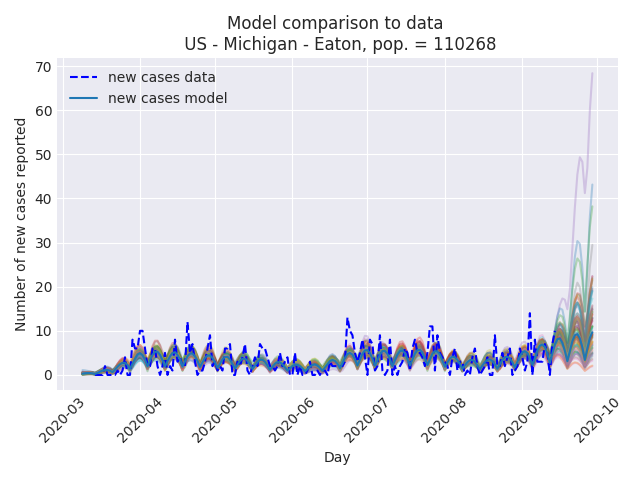 Model comparison to data
US - Michigan - Eaton, pop. = 110268
new cases data
new cases model
Number of new cases reported
70
60
50
40
30
20
10
0
2020-03
2020-04
2020-05
2020-06
2020-07
2020-08
2020-09
2020-10
Day